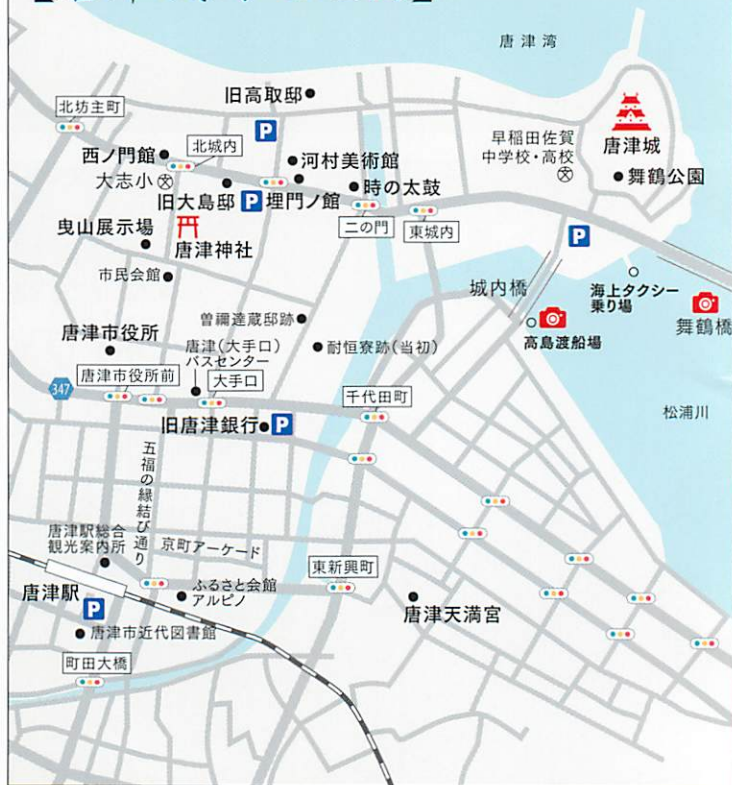 唐津湾
北坊主町
旧高取邸
P
北城内
西ノ門館
大志小
文
河村美術館
早稲田佐賀
中学校・高校
文
唐津城
舞鶴公園
旧大島邸
P
埋門ノ館
時の太鼓
二の門
東城内
曳山展示場
唐津神社
P
市民会館
城内橋
海上タクシー
乗り場
舞鶴橋
高島渡船場
曽禰達蔵邸跡
耐恒寮跡(当初)
唐津市役所
唐津(大手口)
バスセンター
唐津市役所前
大手口
347
千代田町
松浦川
旧唐津銀行
P
五福の縁結び通り
唐津駅総合
観光案内所
京町アーケード
東新興町
唐津駅
ふるさと会館
アルピノ
唐津天満宮
P
唐津市近代図書館
町田大橋